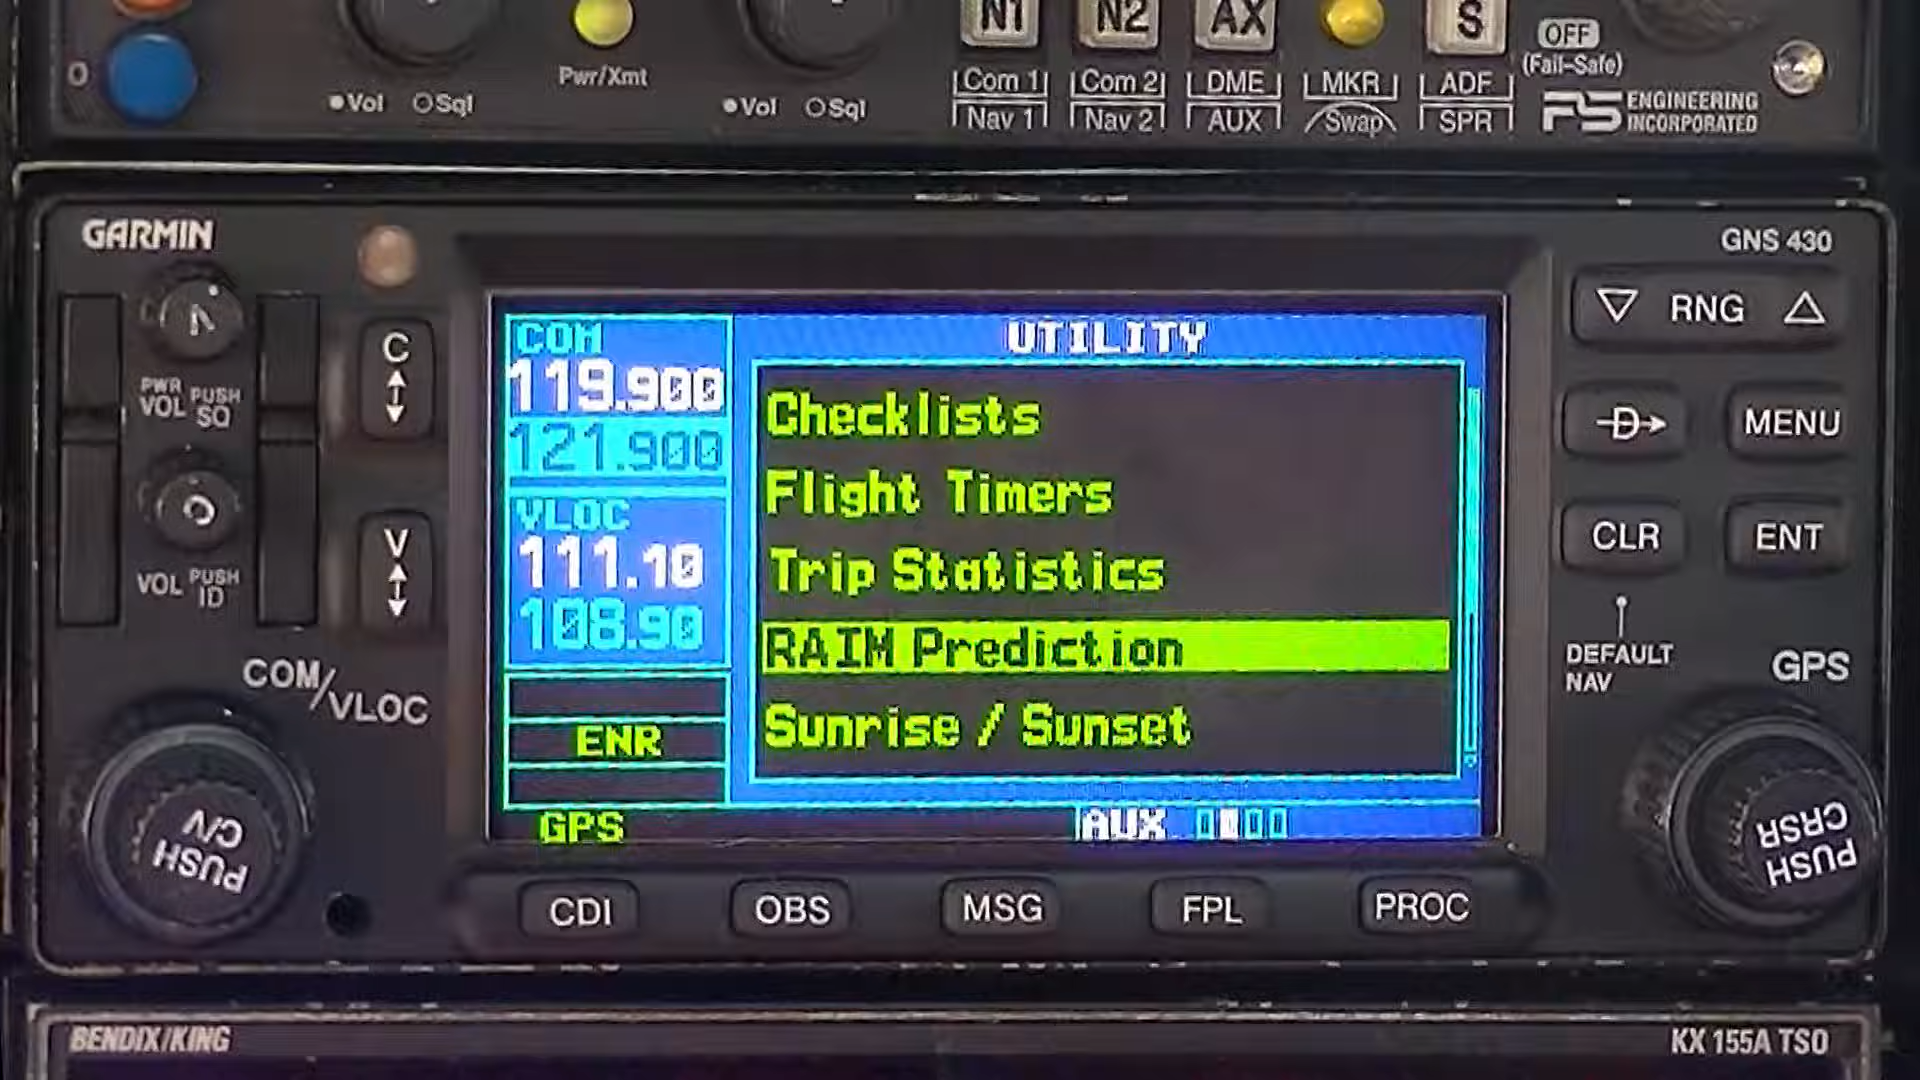 N1 N2 AX S
OFF
(Fail-Safe)
O
Pwr/Xmt
Vol Sql
Vol Sql
Com 1 Com 2 DME MKR ADF
Nav 1 Nav 2 AUX Swap SPR
PS ENGINEERING
INCORPORATED
GARMIN
GNS 430
PWR
VOL PUSH
SQ
C
VOL PUSH
ID
V
COM/VLOC
PUSH
C/V
COM
119.900
121.900
VLOC
111.10
108.90
ENR
GPS
UTILITY
Checklists
Flight Timers
Trip Statistics
RAIM Prediction
Sunrise / Sunset
AUX
RNG
D MENU
CLR ENT
DEFAULT
NAV
GPS
PUSH
CRSR
CDI OBS MSG FPL PROC
BENDIX/KING
KX 155A TSO